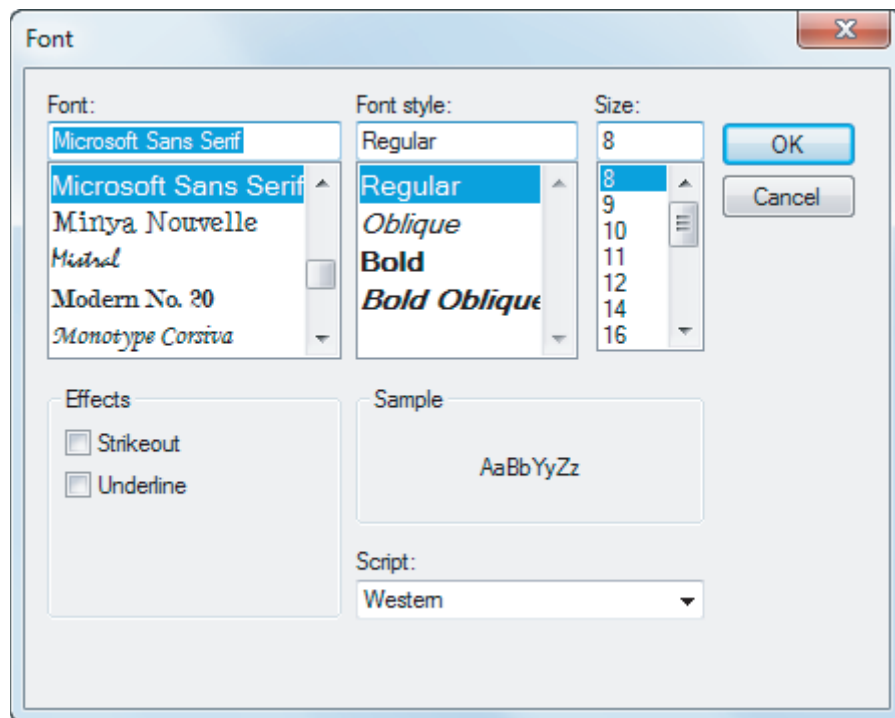 Font
Font:
Font style:
Size:
Microsoft Sans Serif
Regular
8
OK
Microsoft Sans Serif
Minya Nouvelle
Mistral
Modern No. 20
Monotype Corsiva
Regular
Oblique
Bold
Bold Oblique
8
9
10
11
12
14
16
Cancel
Effects
Strikeout
Underline
Sample
AaBbYyZz
Script:
Western